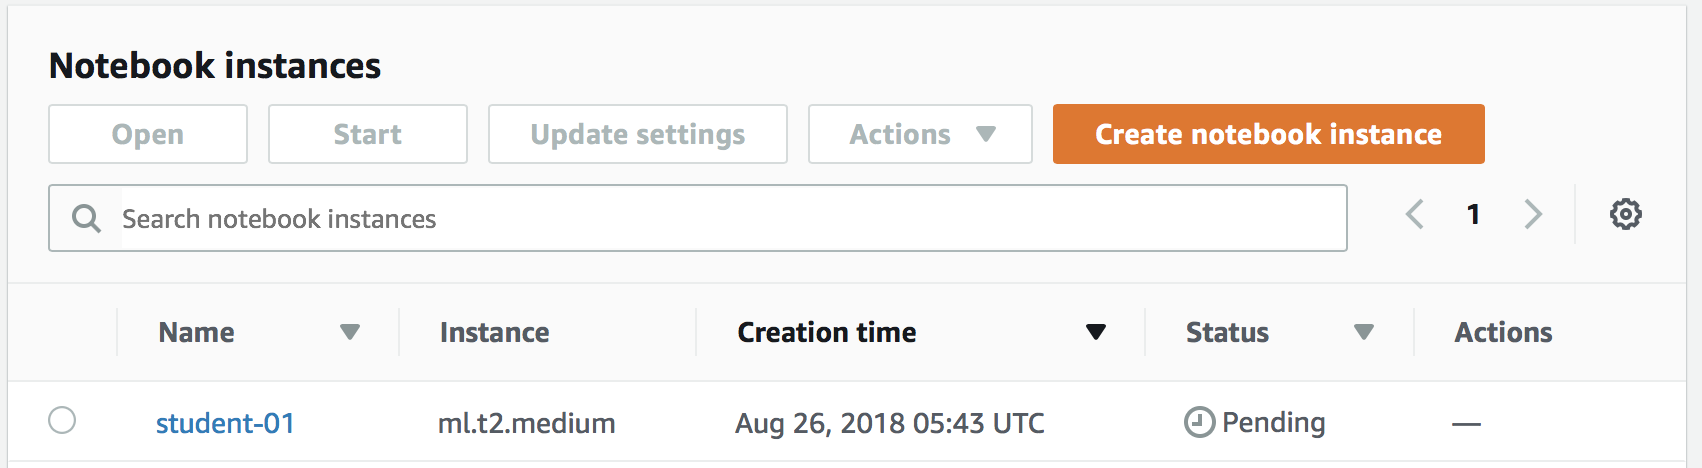 Notebook instances
Open Start Update settings Actions Create notebook instance
Search notebook instances 1
Name Instance Creation time Status Actions
student-01 ml.t2.medium Aug 26, 2018 05:43 UTC Pending —